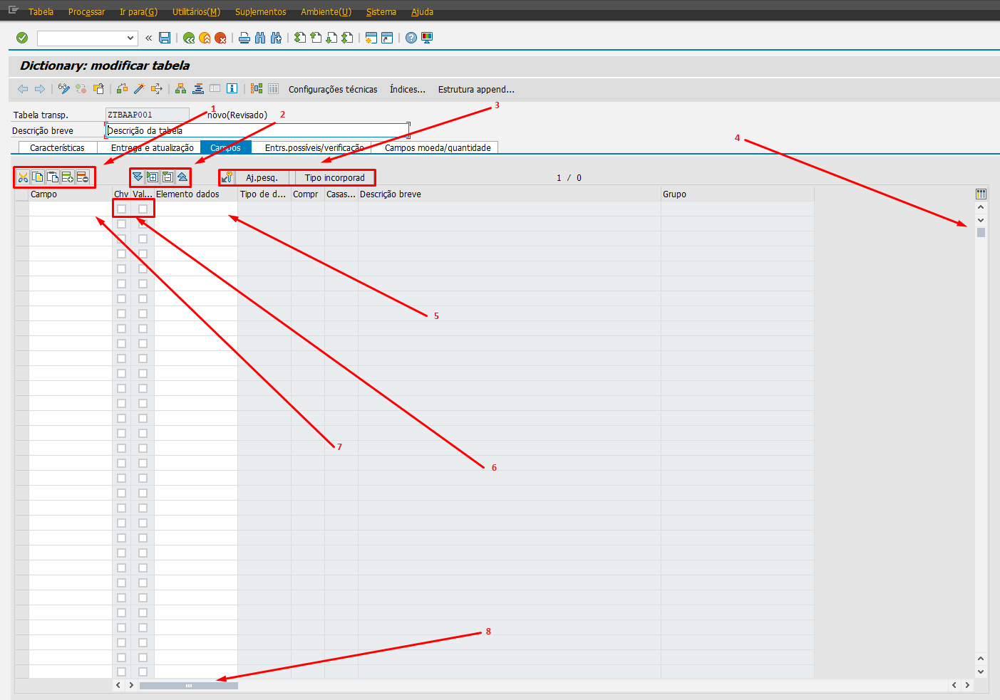 Tabela Processar Ir para(G) Utilitários(M) Suplementos Ambiente(U) Sistema Ajuda
Dictionary: modificar tabela
Configurações técnicas Índices... Estrutura append...
Tabela transp. ZTBAAP001 novo(Revisado)
1 2 3
Descrição breve Descrição da tabela
4
Características Entrega e atualização Campos Entrs.possíveis/verificação Campos moeda/quantidade
Aj.pesq. Tipo incorporad 1 / 0
Campo Chv Val... Elemento dados Tipo de d... Compr Casas... Descrição breve Grupo
5
7
6
8